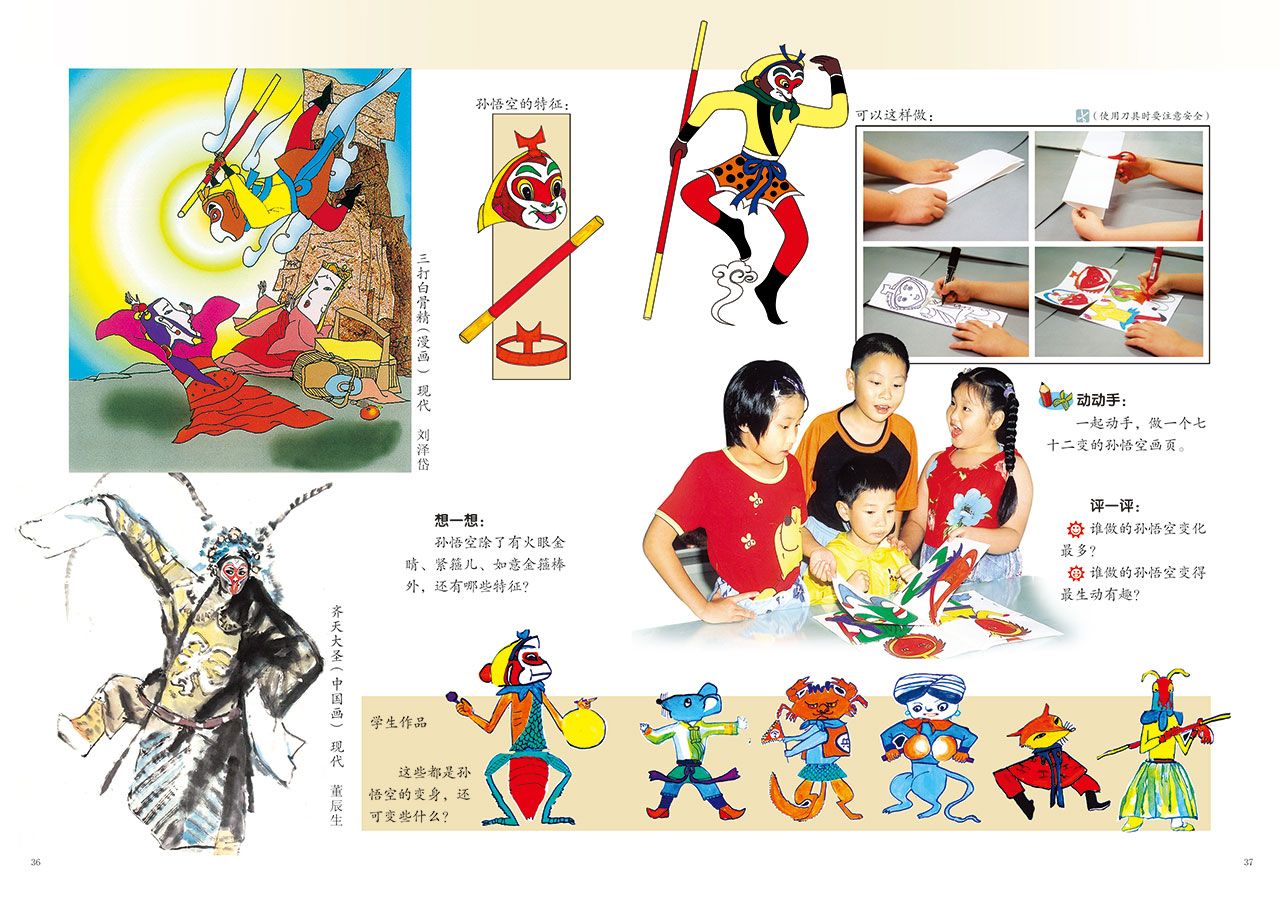 孙悟空的特征：
三打白骨精（漫画） 现代 刘泽岱
想一想：
孙悟空除了有火眼金
睛、紧箍儿、如意金箍棒
外，还有哪些特征？
齐天大圣（中国画） 现代 董辰生
36
可以这样做：
（使用刀具时要注意安全）
动动手：
一起动手，做一个七
十二变的孙悟空画页。
评一评：
谁做的孙悟空变化
最多？
谁做的孙悟空变得
最生动有趣？
学生作品
这些都是孙
悟空的变身，还
可变些什么？
37